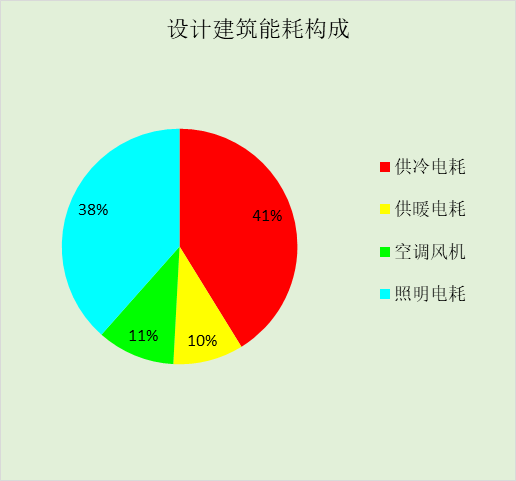 设计建筑能耗构成
38%
41%
11%
10%
供冷电耗
供暖电耗
空调风机
照明电耗